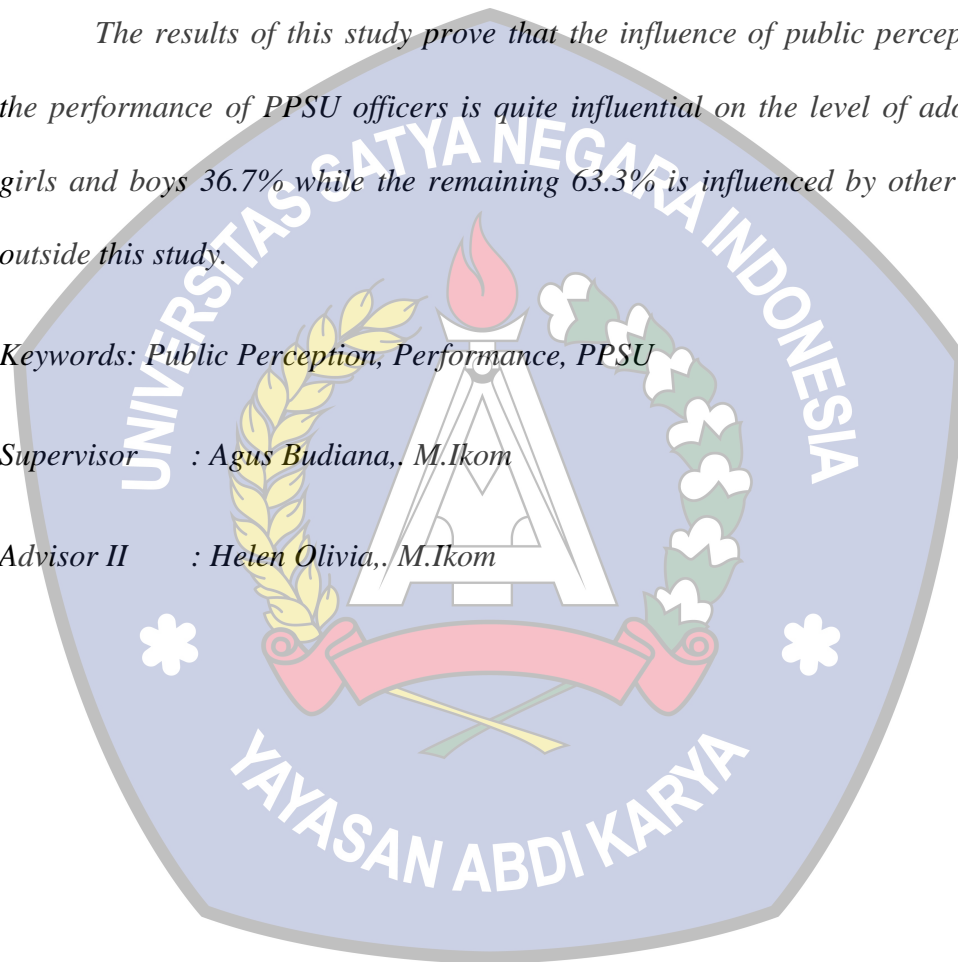 The results of this study prove that the influence of public percep
the performance of PPSU officers is quite influential on the level of ado
girls and boys 36.7% while the remaining 63.3% is influenced by other
outside this study.
Keywords: Public Perception, Performance, PPSU
Supervisor : Agus Budiana,. M.Ikom
Advisor II : Helen Olivia,. M.Ikom
UNIVERSITAS SATYA NEGARA INDONESIA
YAYASAN ABDI KARYA